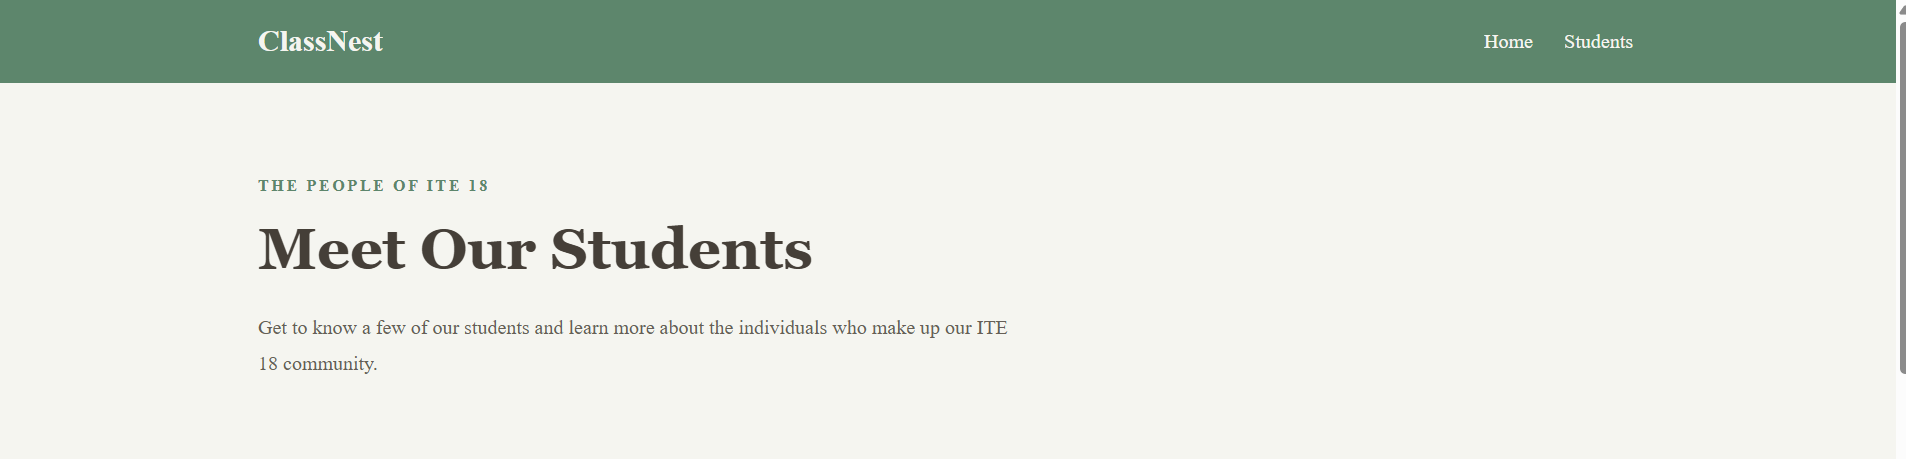 ClassNest
Home Students
THE PEOPLE OF ITE 18
Meet Our Students
Get to know a few of our students and learn more about the individuals who make up our ITE
18 community.